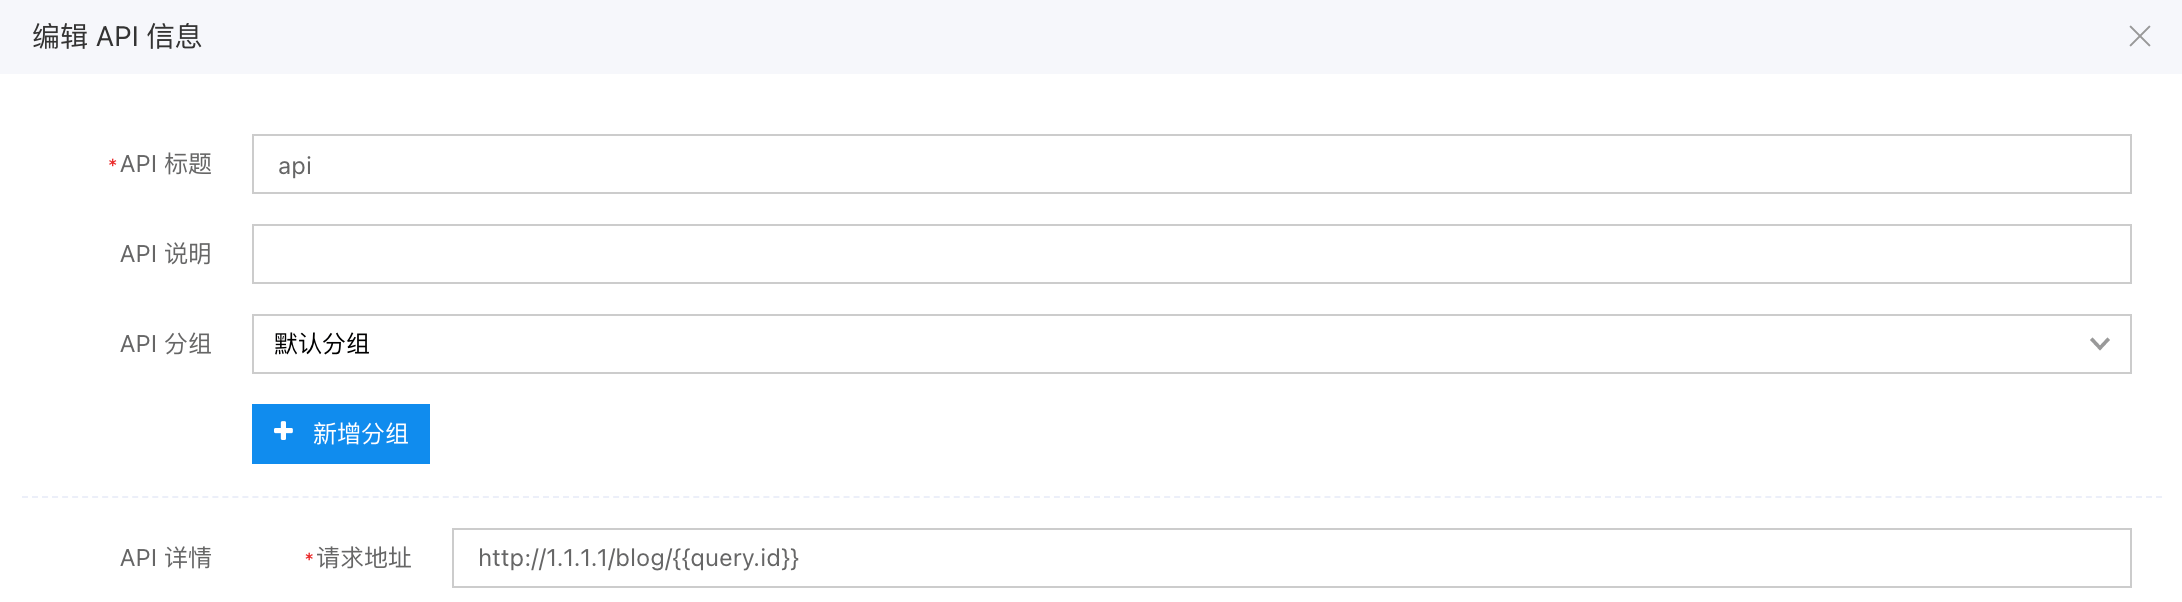 编辑 API 信息
*API 标题 api
API 说明
API 分组 默认分组
新增分组
API 详情 *请求地址 http://1.1.1.1/blog/{{query.id}}